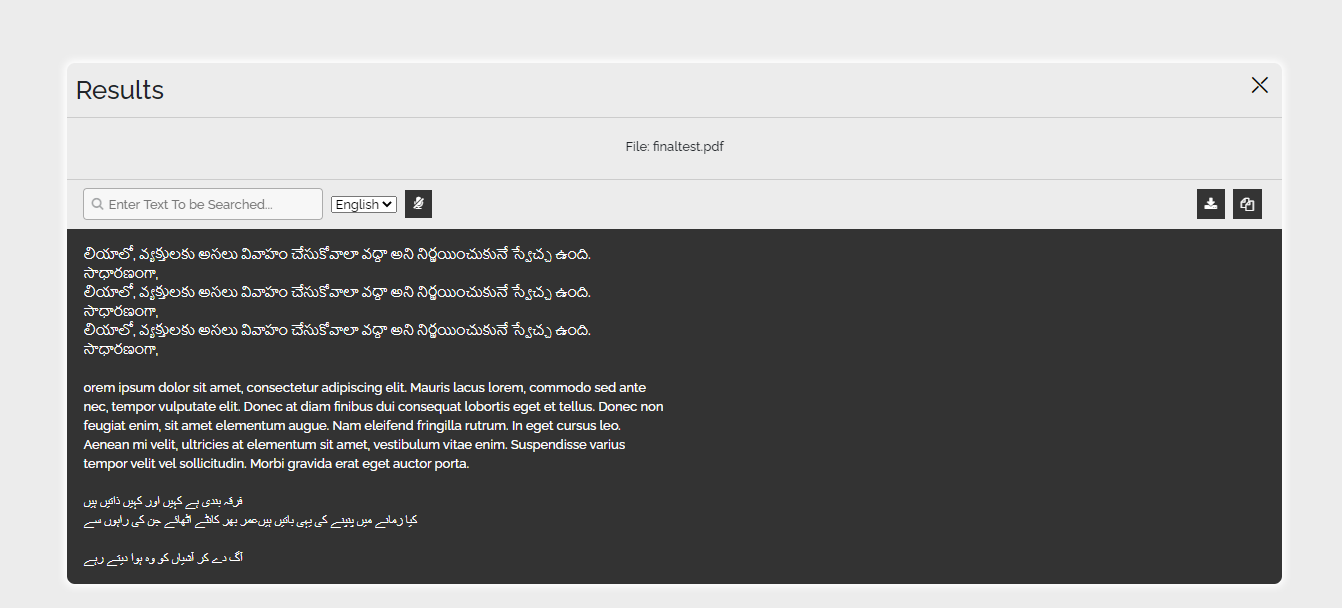 Results
File: finaltest.pdf
Enter Text To be Searched...
English
లియాలో, వ్యక్తులకు అసలు వివాహం చేసుకోవాలా వద్దా అని నిర్ణయించుకునే స్వేచ్ఛ ఉంది.
సాధారణంగా,
లియాలో, వ్యక్తులకు అసలు వివాహం చేసుకోవాలా వద్దా అని నిర్ణయించుకునే స్వేచ్ఛ ఉంది.
సాధారణంగా,
లియాలో, వ్యక్తులకు అసలు వివాహం చేసుకోవాలా వద్దా అని నిర్ణయించుకునే స్వేచ్ఛ ఉంది.
సాధారణంగా,
orem ipsum dolor sit amet, consectetur adipiscing elit. Mauris lacus lorem, commodo sed ante
nec, tempor vulputate elit. Donec at diam finibus dui consequat lobortis eget et tellus. Donec non
feugiat enim, sit amet elementum augue. Nam eleifend fringilla rutrum. In eget cursus leo.
Aenean mi velit, ultricies at elementum sit amet, vestibulum vitae enim. Suspendisse varius
tempor velit vel sollicitudin. Morbi gravida erat eget auctor porta.
فرقہ بندی ہے کہیں اور کہیں ذاتیں ہیں
کیا زمانے میں پنپنے کی یہی باتیں ہیںعمر بھر کانٹے اٹھائے جن کی راہوں سے
آگ دے کر آشیاں کو وہ ہوا دیتے رہے